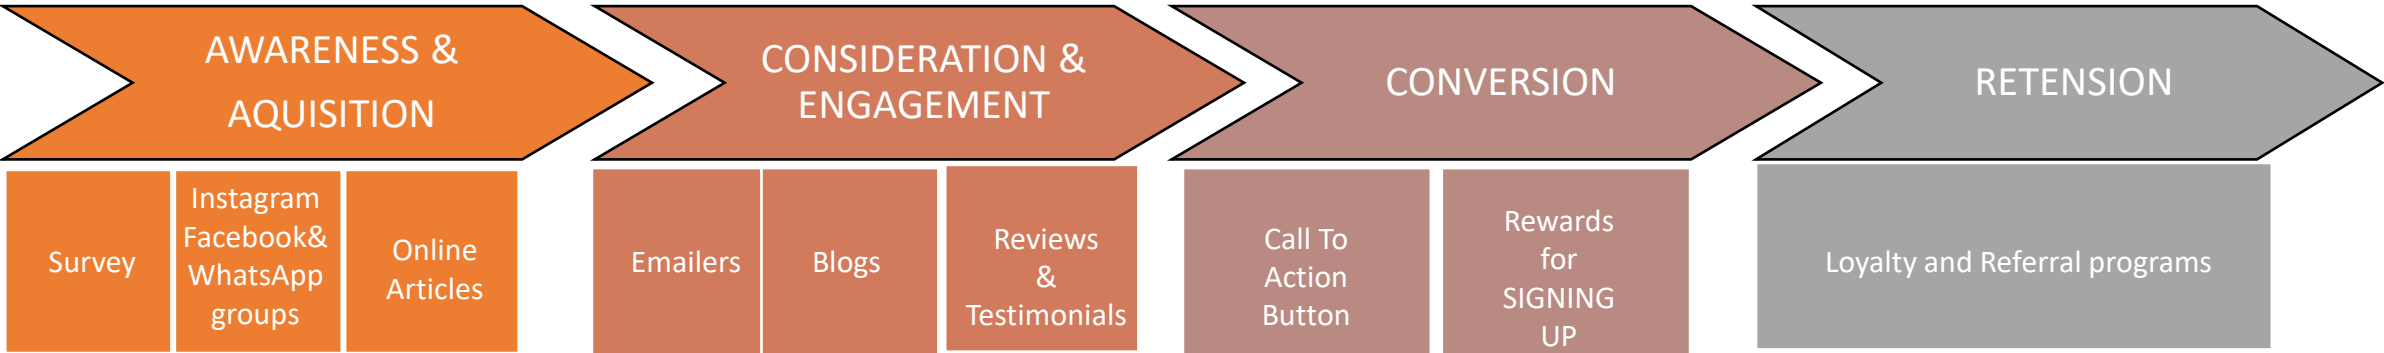 AWARENESS &
AQUISITION
CONSIDERATION &
ENGAGEMENT
CONVERSION
RETENSION
Survey
Instagram
Facebook&
WhatsApp
groups
Online
Articles
Emailers
Blogs
Reviews
&
Testimonials
Call To
Action
Button
Rewards
for
SIGNING
UP
Loyalty and Referral programs